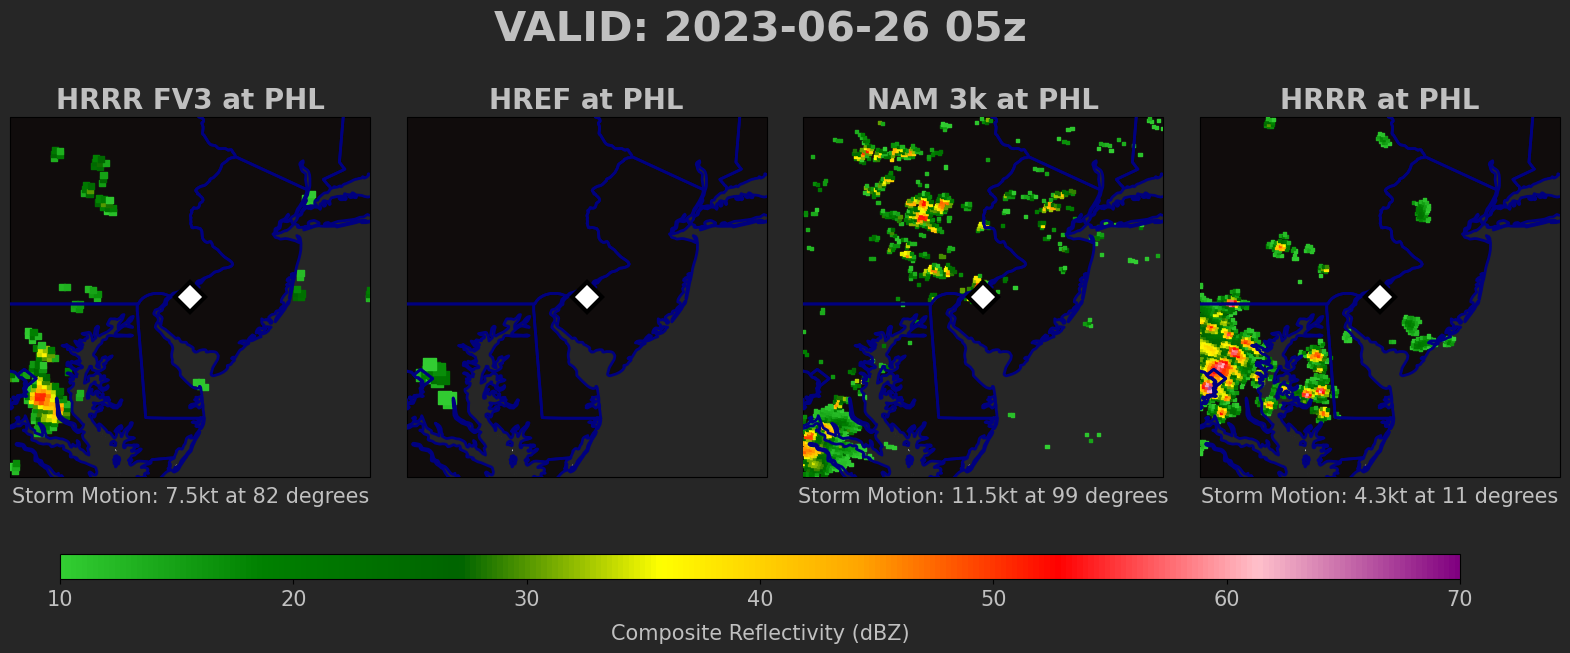 VALID: 2023-06-26 05z
HRRR FV3 at PHL
HREF at PHL
NAM 3k at PHL
HRRR at PHL
Storm Motion: 7.5kt at 82 degrees
Storm Motion: 11.5kt at 99 degrees
Storm Motion: 4.3kt at 11 degrees
10 20 30 40 50 60 70
Composite Reflectivity (dBZ)